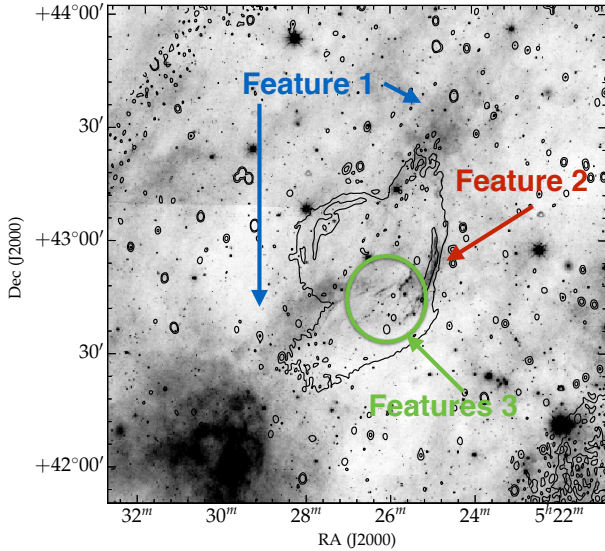 +44°00′
Feature 1
30′
Feature 2
+43°00′
Dec (J2000)
30′
Features 3
+42°00′
32ᵐ 30ᵐ 28ᵐ 26ᵐ 24ᵐ 5ʰ22ᵐ
RA (J2000)